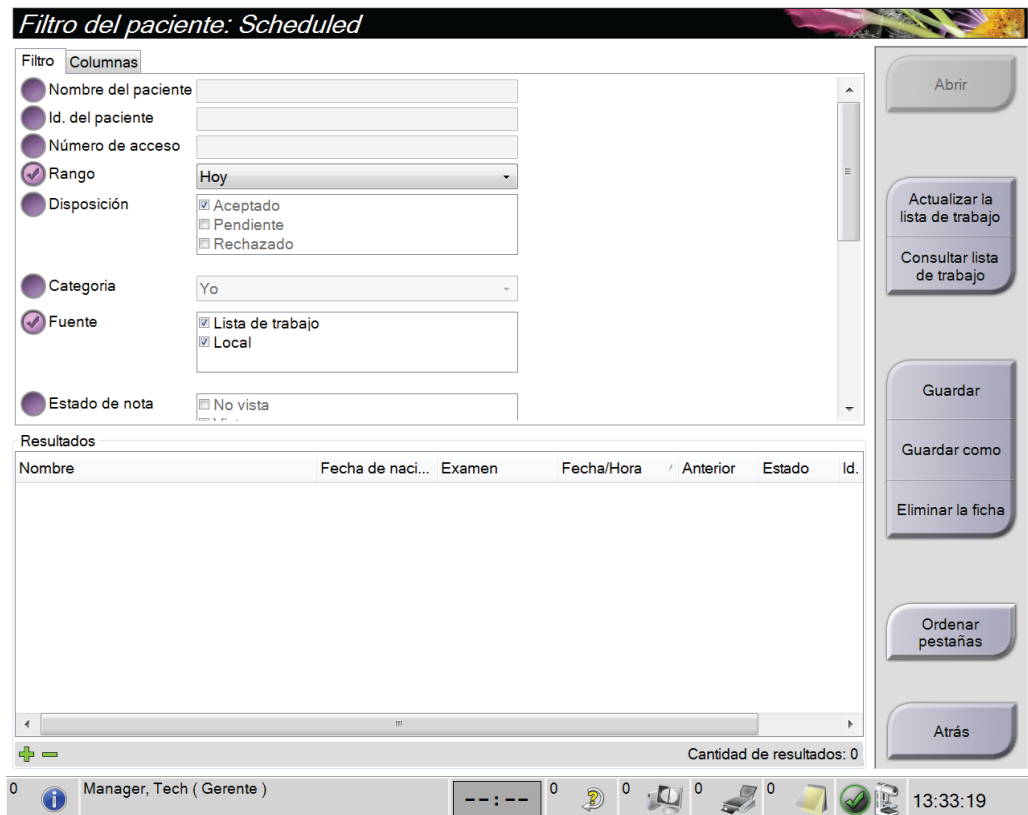 Filtro del paciente: Scheduled
Filtro Columnas
Nombre del paciente
Id. del paciente
Número de acceso
Rango
Hoy
Disposición
Aceptado
Pendiente
Rechazado
Categoria
Yo
Fuente
Lista de trabajo
Local
Estado de nota
No vista
Abrir
Actualizar la
lista de trabajo
Consultar lista
de trabajo
Guardar
Guardar como
Eliminar la ficha
Ordenar
pestañas
Atrás
Resultados
Nombre Fecha de naci... Examen Fecha/Hora Anterior Estado Id.
Cantidad de resultados: 0
0 Manager, Tech ( Gerente ) --:-- 0 0 0 0 13:33:19